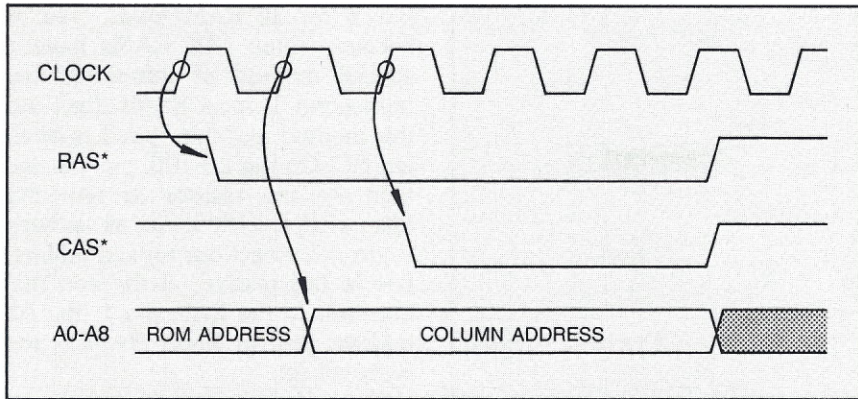 CLOCK
RAS*
CAS*
A0-A8 ROM ADDRESS COLUMN ADDRESS